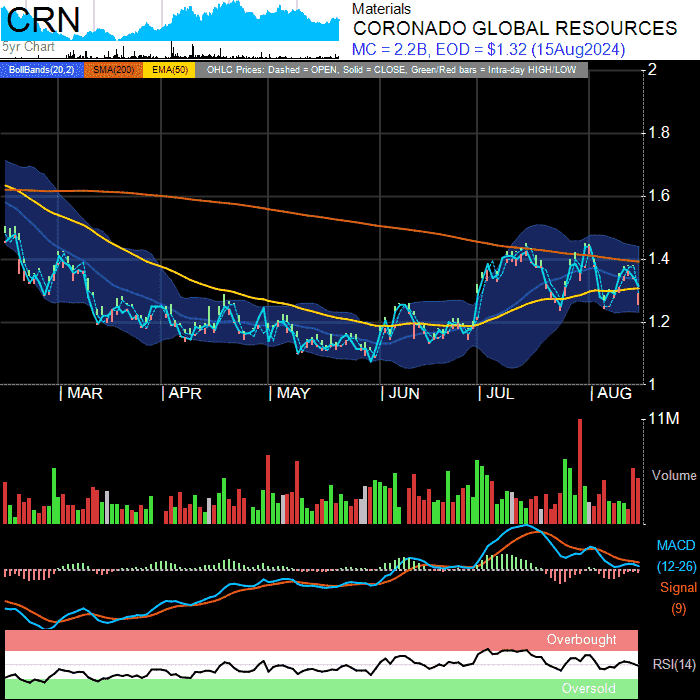 CRN
5yr Chart
Materials
CORONADO GLOBAL RESOURCES
MC = 2.2B, EOD = $1.32 (15Aug2024)
BollBands(20,2) SMA(200) EMA(50) OHLC Prices: Dashed = OPEN, Solid = CLOSE, Green/Red bars = Intra-day HIGH/LOW
2
1.8
1.6
1.4
1.2
1
MAR APR MAY JUN JUL AUG
11M
Volume
MACD
(12-26)
Signal
(9)
Overbought
RSI(14)
Oversold